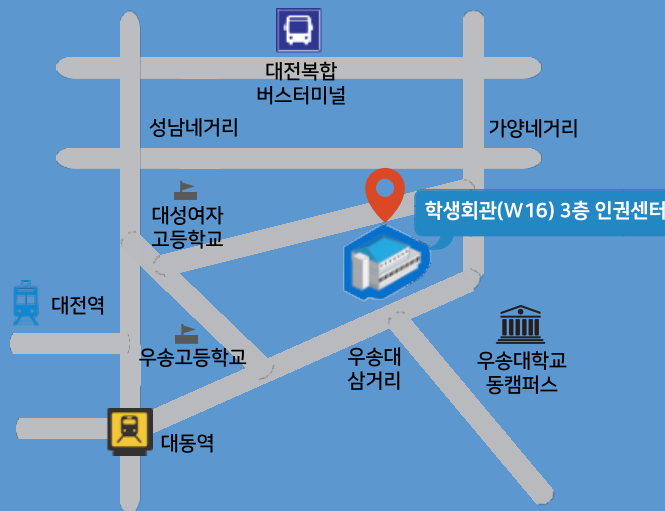 대전복합
버스터미널
성남네거리
가양네거리
대성여자
고등학교
학생회관(W16) 3층 인권센터
대전역
우송고등학교
우송대
삼거리
우송대학교
동캠퍼스
대동역